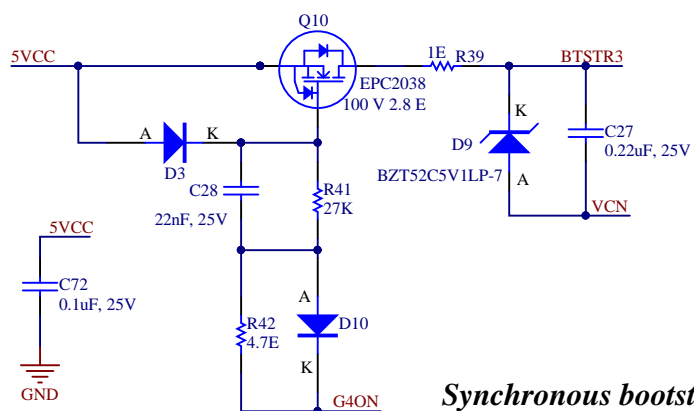 Q10
5VCC
1E R39
BTSTR3
EPC2038
100 V 2.8 E
A K
D3
K
D9
C27
0.22uF, 25V
C28
R41
27K
BZT52C5V1LP-7
A
22nF, 25V
VCN
5VCC
C72
0.1uF, 25V
A
R42
4.7E
D10
K
GND
G4ON
Synchronous bootst